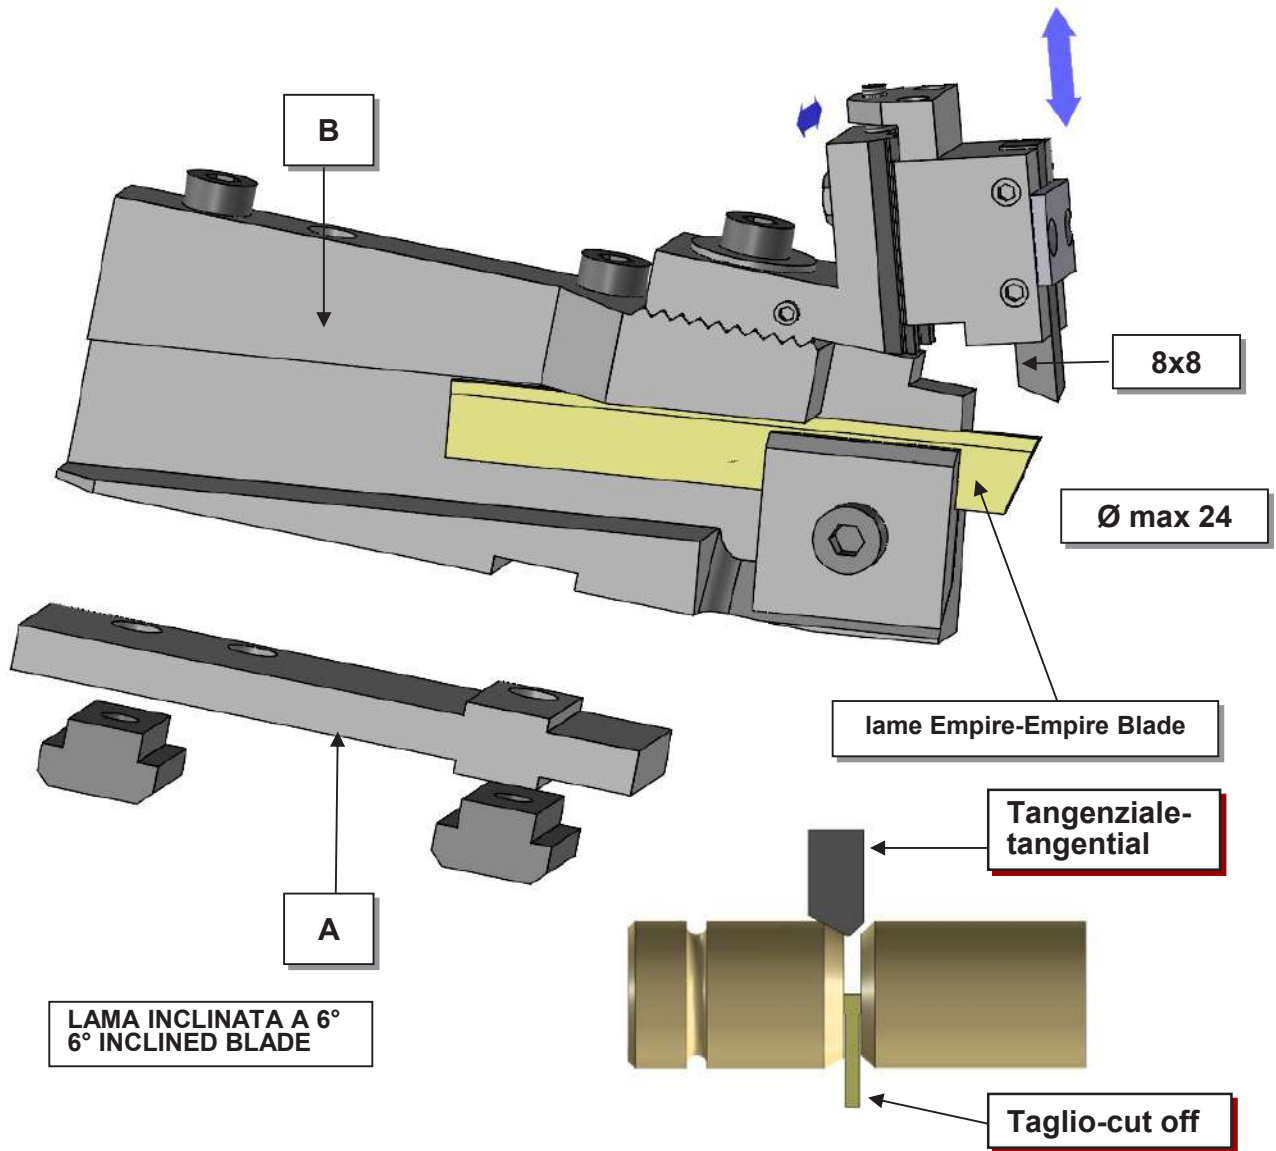 B
8x8
Ø max 24
lame Empire-Empire Blade
Tangenziale-
tangential
A
LAMA INCLINATA A 6°
6° INCLINED BLADE
Taglio-cut off